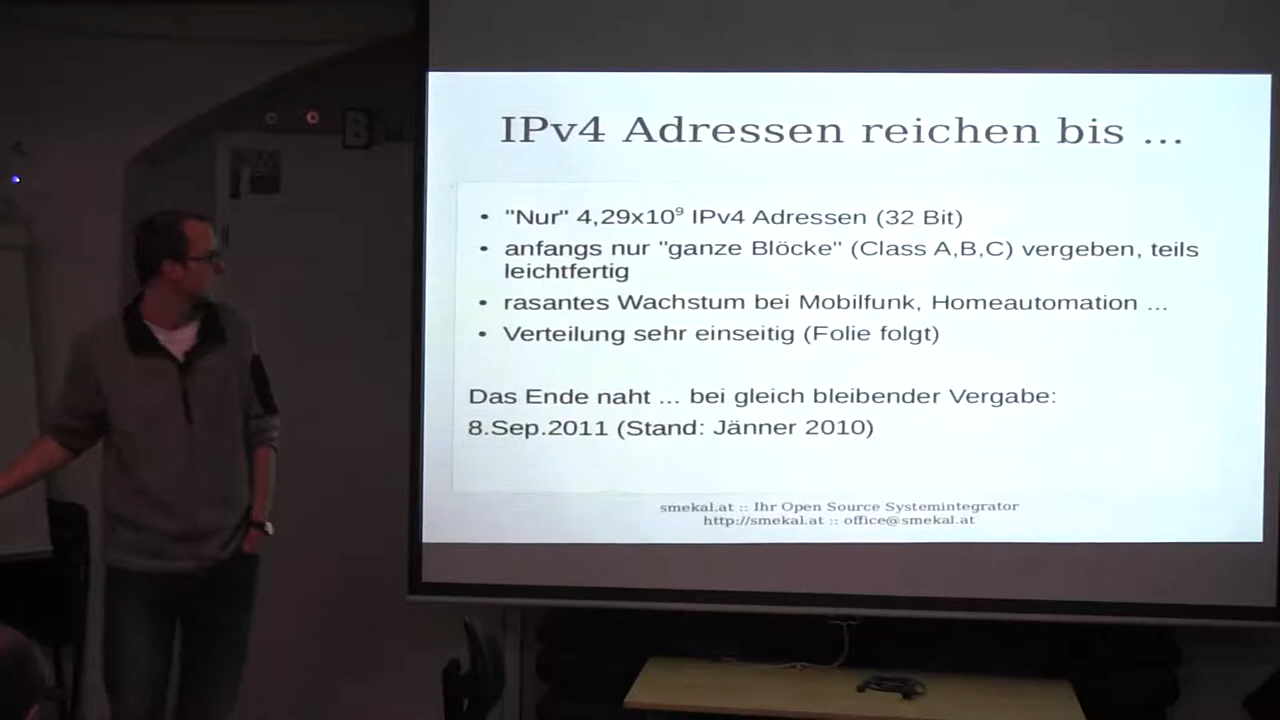 IPv4 Adressen reichen bis ...
• "Nur" 4,29x10⁹ IPv4 Adressen (32 Bit)
• anfangs nur "ganze Blöcke" (Class A,B,C) vergeben, teils
leichtfertig
• rasantes Wachstum bei Mobilfunk, Homeautomation ...
• Verteilung sehr einseitig (Folie folgt)
Das Ende naht ... bei gleich bleibender Vergabe:
8.Sep.2011 (Stand: Jänner 2010)
smekal.at :: Ihr Open Source Systemintegrator
http://smekal.at :: office@smekal.at